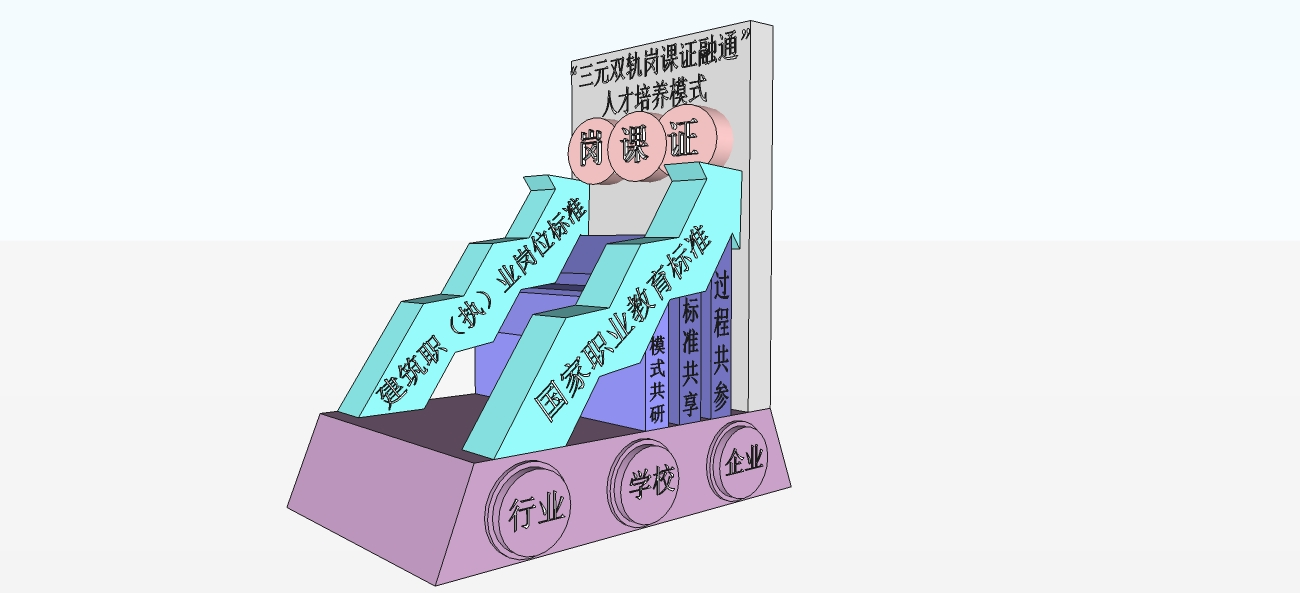 “三元双轨岗课证融通”
人才培养模式
岗 课 证
建筑职（执）业岗位标准
国家职业教育标准
模式共研
标准共享
过程共参
行业
学校
企业